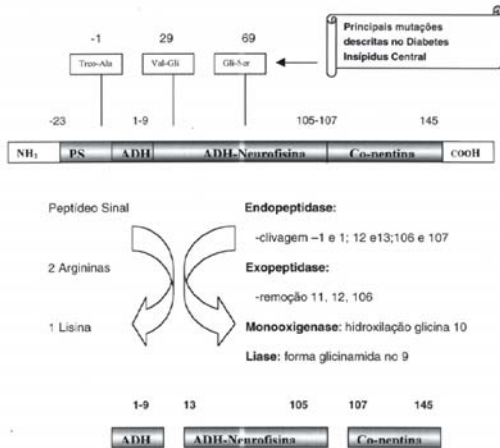 -1 29 69
Treo-Ala Val-Gli Gli-Ser
Principais mutações
descritas no Diabetes
Insípidus Central
-23 1-9 105-107 145
NH₂ PS ADH ADH-Neurofisina Co-peptina COOH
Peptídeo Sinal
2 Argininas
1 Lisina
Endopeptidase:
-clivagem –1 e 1; 12 e13;106 e 107
Exopeptidase:
-remoção 11, 12, 106
Monooxigenase: hidroxilação glicina 10
Liase: forma glicinamida no 9
1-9 13 105 107 145
ADH ADH-Neurofisina Co-peptina